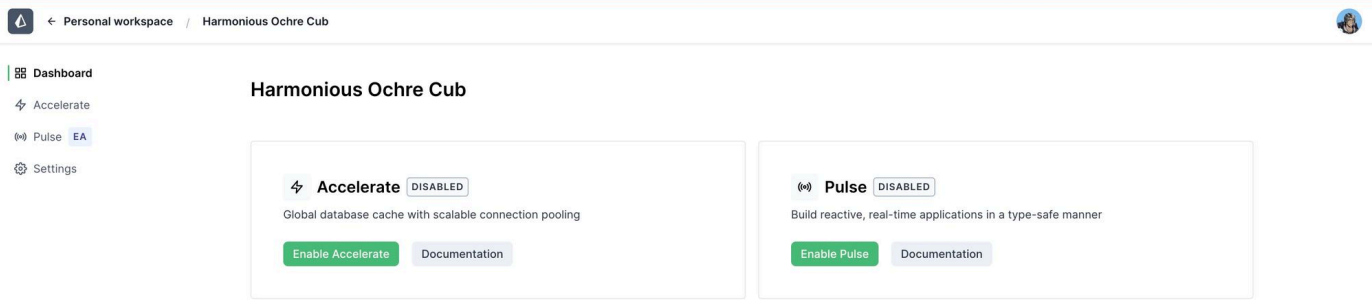 ← Personal workspace / Harmonious Ochre Cub
Dashboard
Accelerate
Pulse EA
Settings
Harmonious Ochre Cub
Accelerate DISABLED
Global database cache with scalable connection pooling
Enable Accelerate Documentation
Pulse DISABLED
Build reactive, real-time applications in a type-safe manner
Enable Pulse Documentation